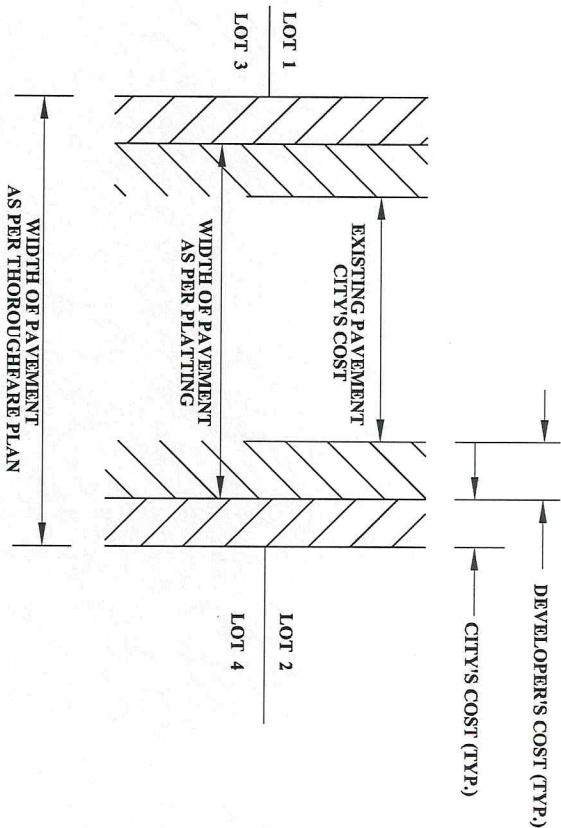 DEVELOPER'S COST (TYP.)
CITY'S COST (TYP.)
LOT 1
LOT 3
EXISTING PAVEMENT
CITY'S COST
LOT 2
LOT 4
WIDTH OF PAVEMENT
AS PER PLATTING
WIDTH OF PAVEMENT
AS PER THOROUGHFARE PLAN